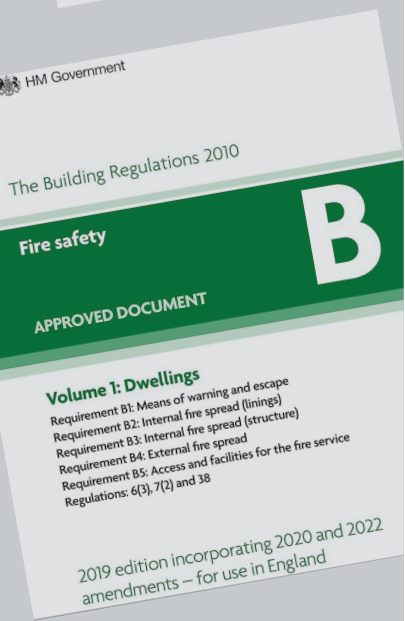 HM Government
The Building Regulations 2010
Fire safety
B
APPROVED DOCUMENT
Volume 1: Dwellings
Requirement B1: Means of warning and escape
Requirement B2: Internal fire spread (linings)
Requirement B3: Internal fire spread (structure)
Requirement B4: External fire spread
Requirement B5: Access and facilities for the fire service
Regulations: 6(3), 7(2) and 38
2019 edition incorporating 2020 and 2022
amendments – for use in England